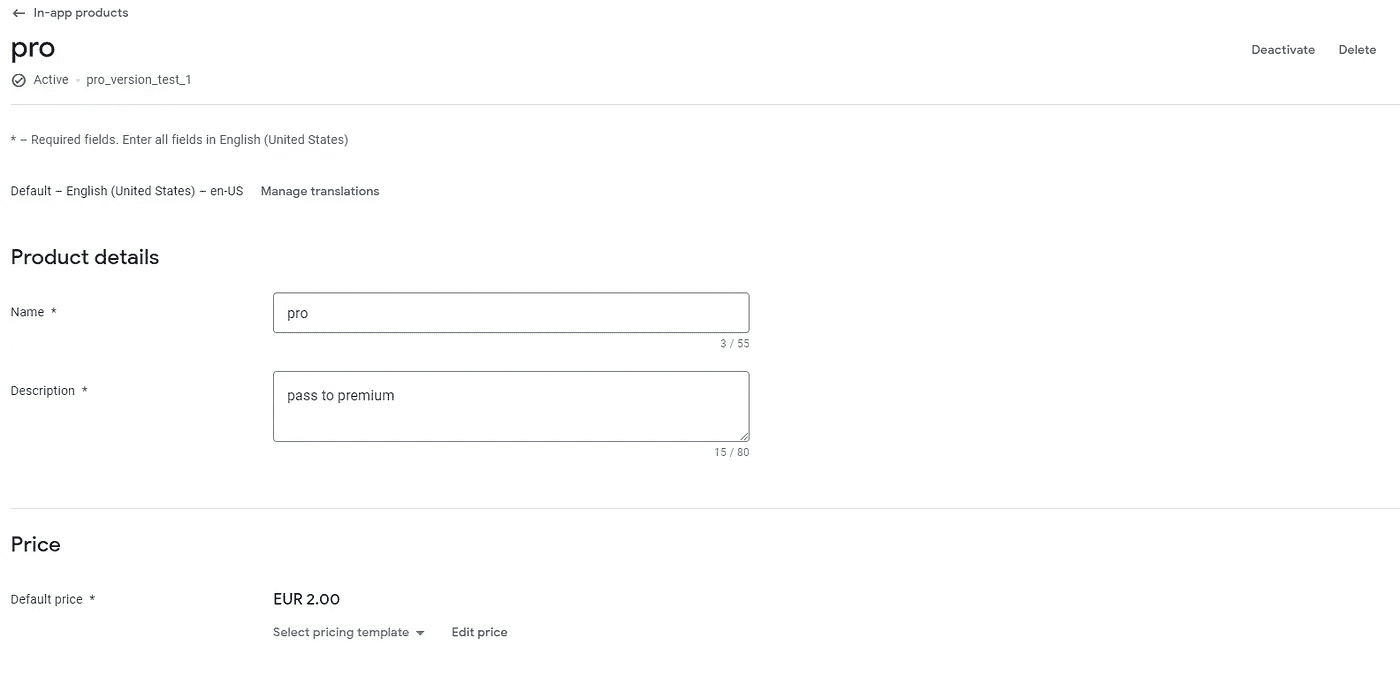 ← In-app products
pro
Deactivate Delete
Active • pro_version_test_1
* – Required fields. Enter all fields in English (United States)
Default – English (United States) – en-US Manage translations
Product details
Name *
pro
3 / 55
Description *
pass to premium
15 / 80
Price
Default price *
EUR 2.00
Select pricing template Edit price